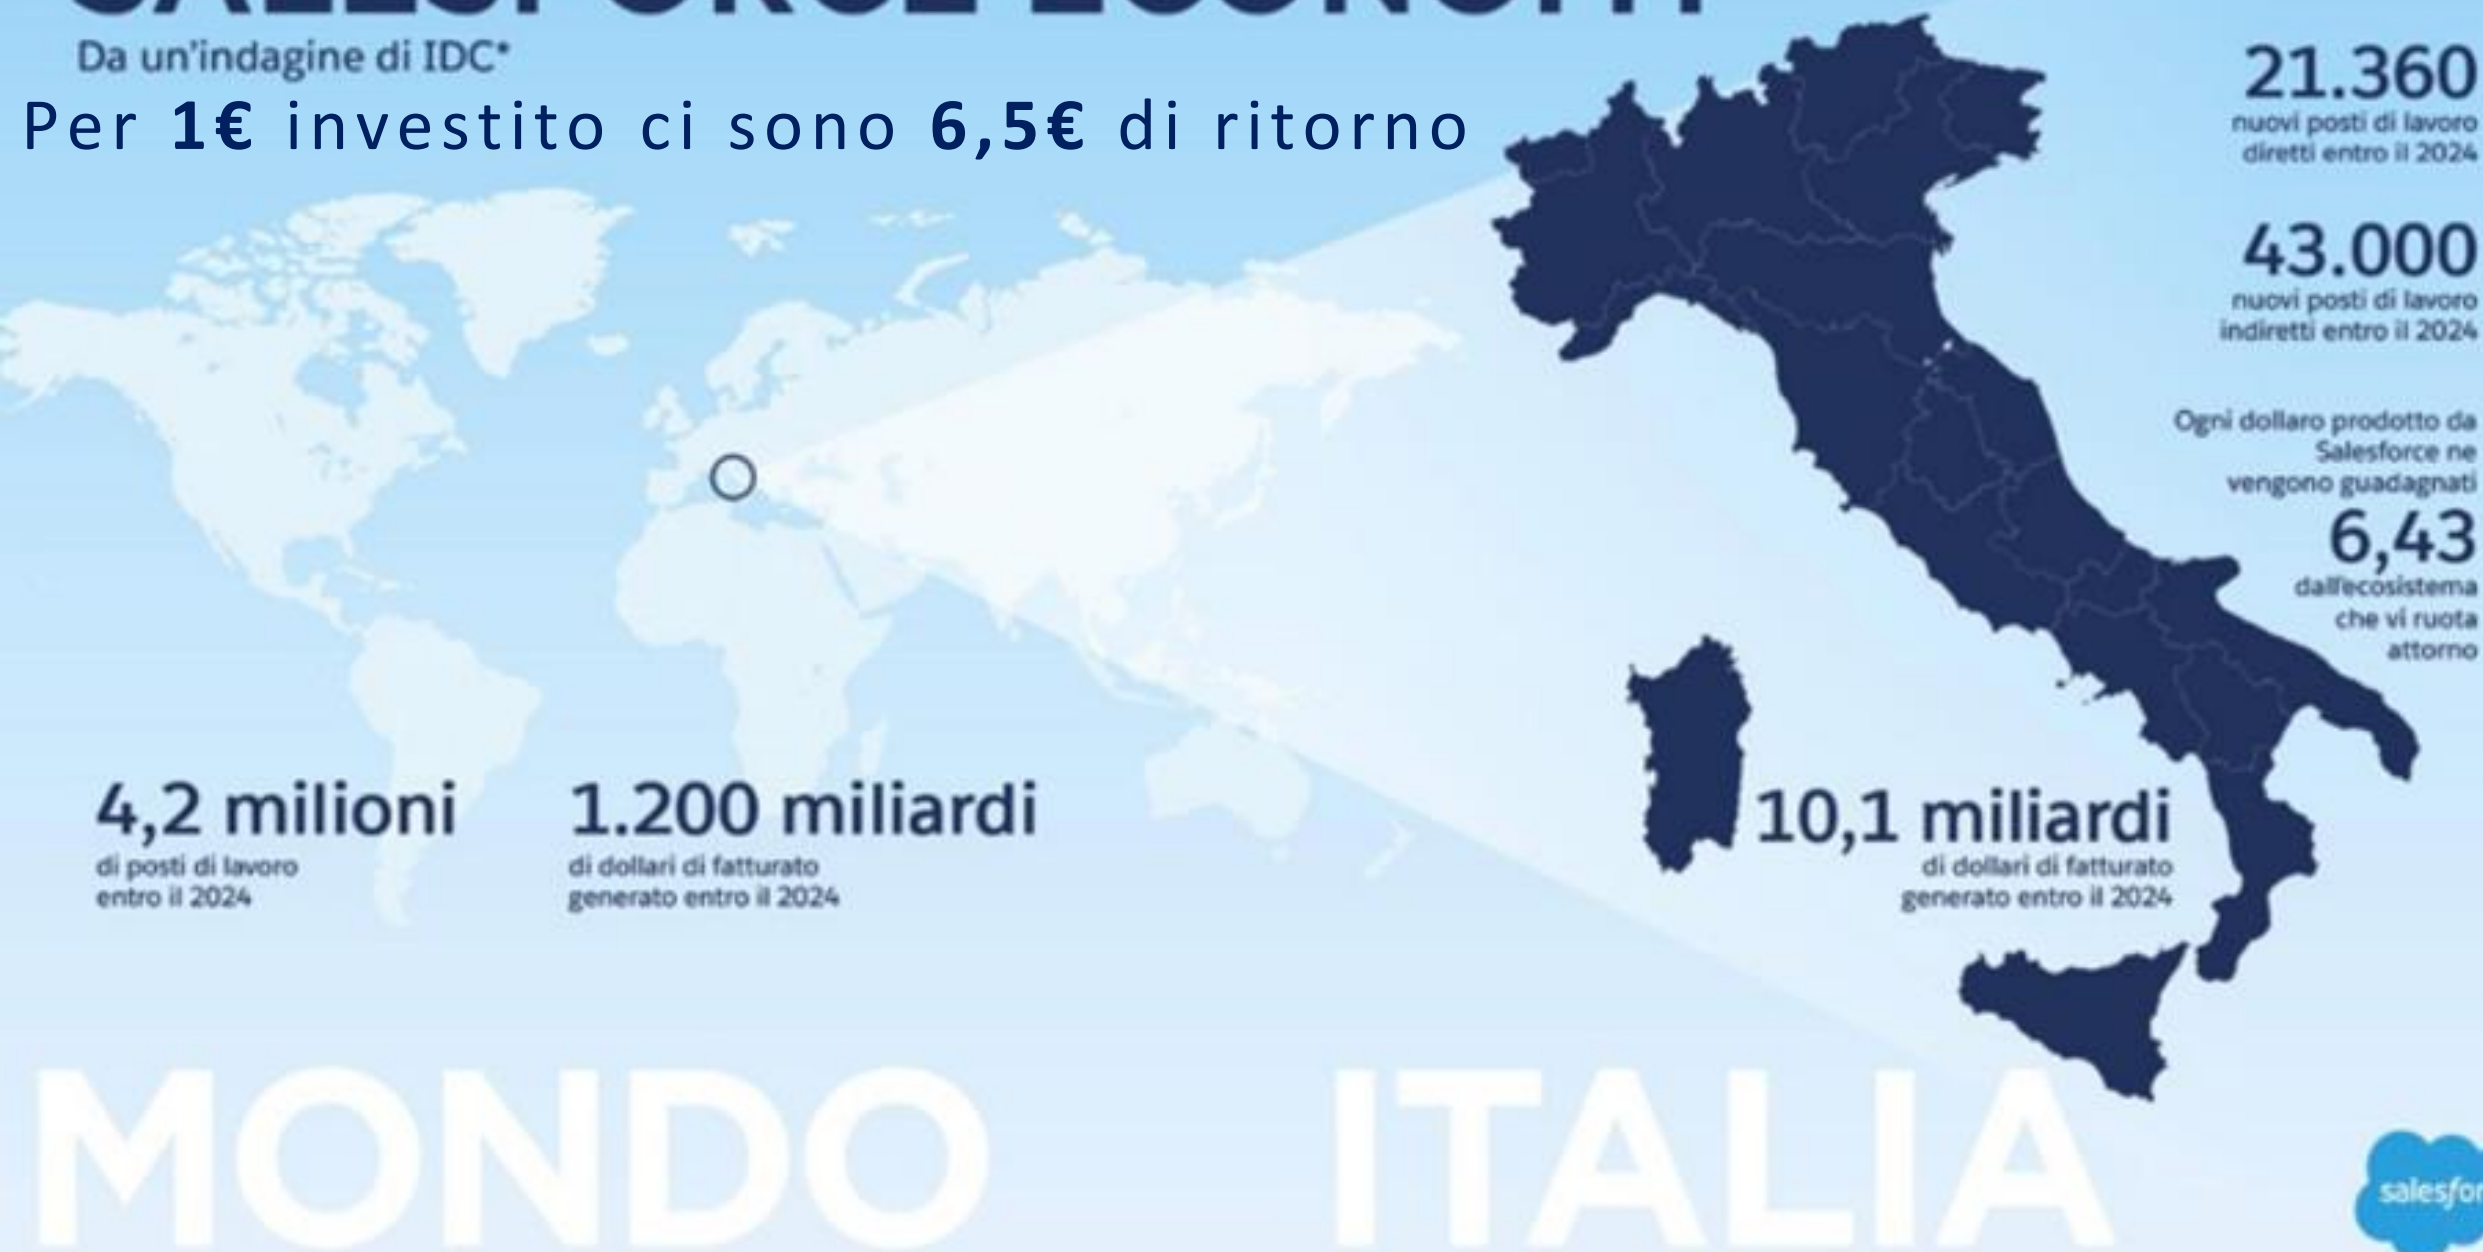 SALESFORCE ECONOMY
Da un'indagine di IDC*
Per 1€ investito ci sono 6,5€ di ritorno
21.360
nuovi posti di lavoro
diretti entro il 2024
43.000
nuovi posti di lavoro
indiretti entro il 2024
Ogni dollaro prodotto da
Salesforce ne
vengono guadagnati
6,43
dall'ecosistema
che vi ruota
attorno
4,2 milioni
di posti di lavoro
entro il 2024
1.200 miliardi
di dollari di fatturato
generato entro il 2024
10,1 miliardi
di dollari di fatturato
generato entro il 2024
MONDO
ITALIA
salesfor